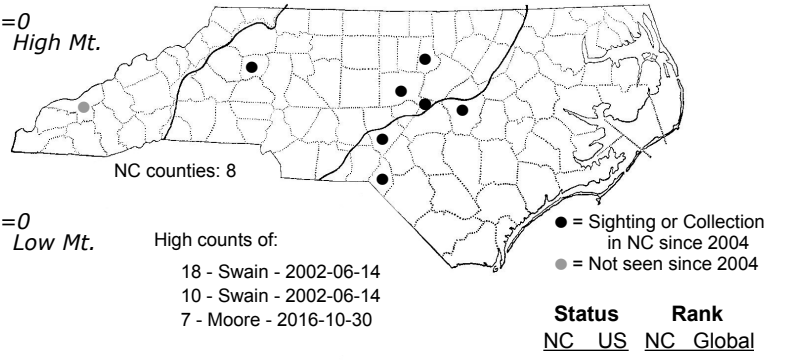 =0
High Mt.
NC counties: 8
=0
Low Mt.
High counts of:
18 - Swain - 2002-06-14
10 - Swain - 2002-06-14
7 - Moore - 2016-10-30
= Sighting or Collection
in NC since 2004
= Not seen since 2004
Status Rank
NC US NC Global